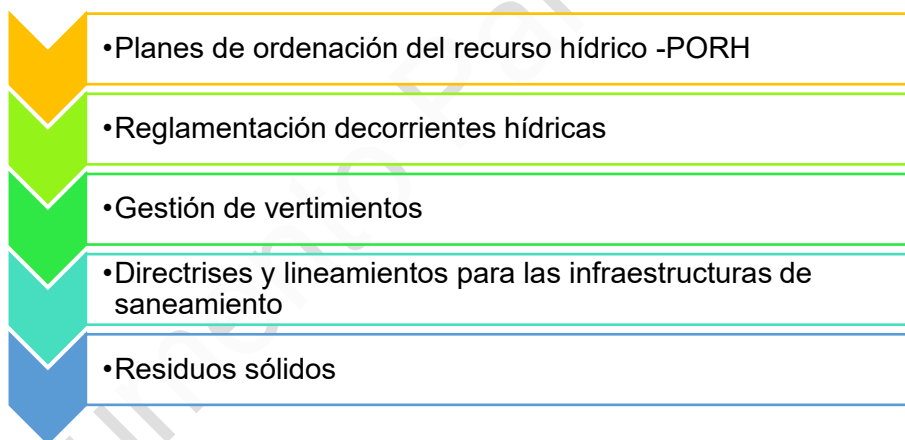 •Planes de ordenación del recurso hídrico -PORH
•Reglamentación decorrientes hídricas
•Gestión de vertimientos
•Directrises y lineamientos para las infraestructuras de
saneamiento
•Residuos sólidos